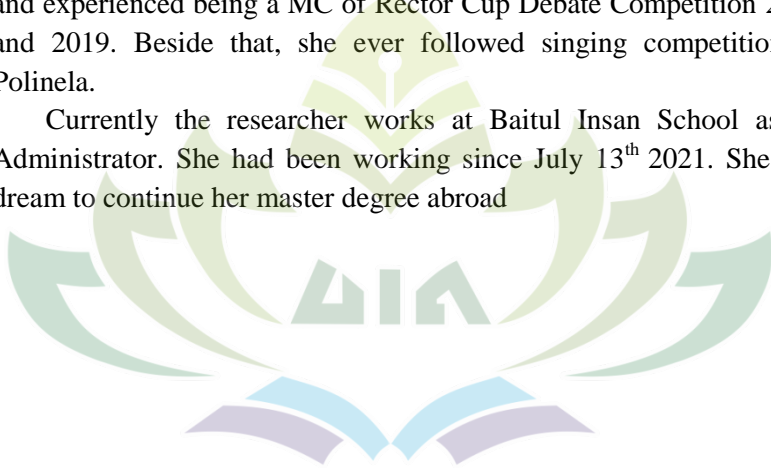 and experienced being a MC of Rector Cup Debate Competition 2
and 2019. Beside that, she ever followed singing competition
Polinela.
Currently the researcher works at Baitul Insan School as
Administrator. She had been working since July 13th 2021. She
dream to continue her master degree abroad
UIN